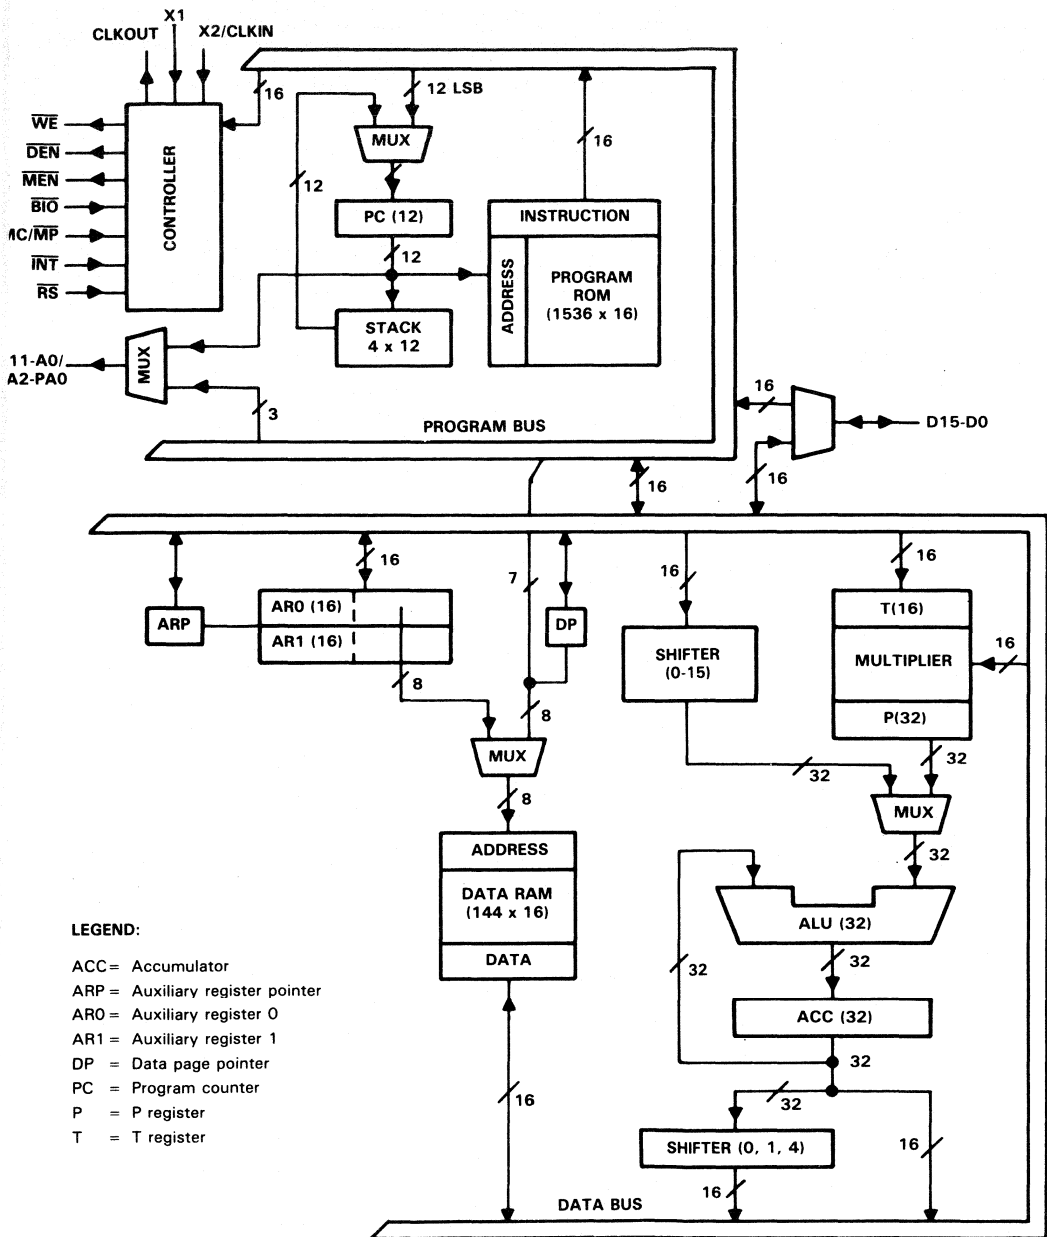 X1
CLKOUT
X2/CLKIN
WE
DEN
MEN
BIO
MC/MP
INT
RS
CONTROLLER
16
12 LSB
MUX
12
PC (12)
12
STACK
4 x 12
16
INSTRUCTION
ADDRESS
PROGRAM
ROM
(1536 x 16)
11-A0/
A2-PA0
MUX
3
PROGRAM BUS
16
D15-D0
16
16
16
ARP
AR0 (16)
AR1 (16)
8
7
DP
8
MUX
8
ADDRESS
DATA RAM
(144 x 16)
DATA
16
16
SHIFTER
(0-15)
32
16
T(16)
MULTIPLIER
P(32)
16
32
MUX
32
ALU (32)
32
32
ACC (32)
32
32
SHIFTER (0, 1, 4)
16
16
DATA BUS
LEGEND:
ACC = Accumulator
ARP = Auxiliary register pointer
AR0 = Auxiliary register 0
AR1 = Auxiliary register 1
DP = Data page pointer
PC = Program counter
P = P register
T = T register